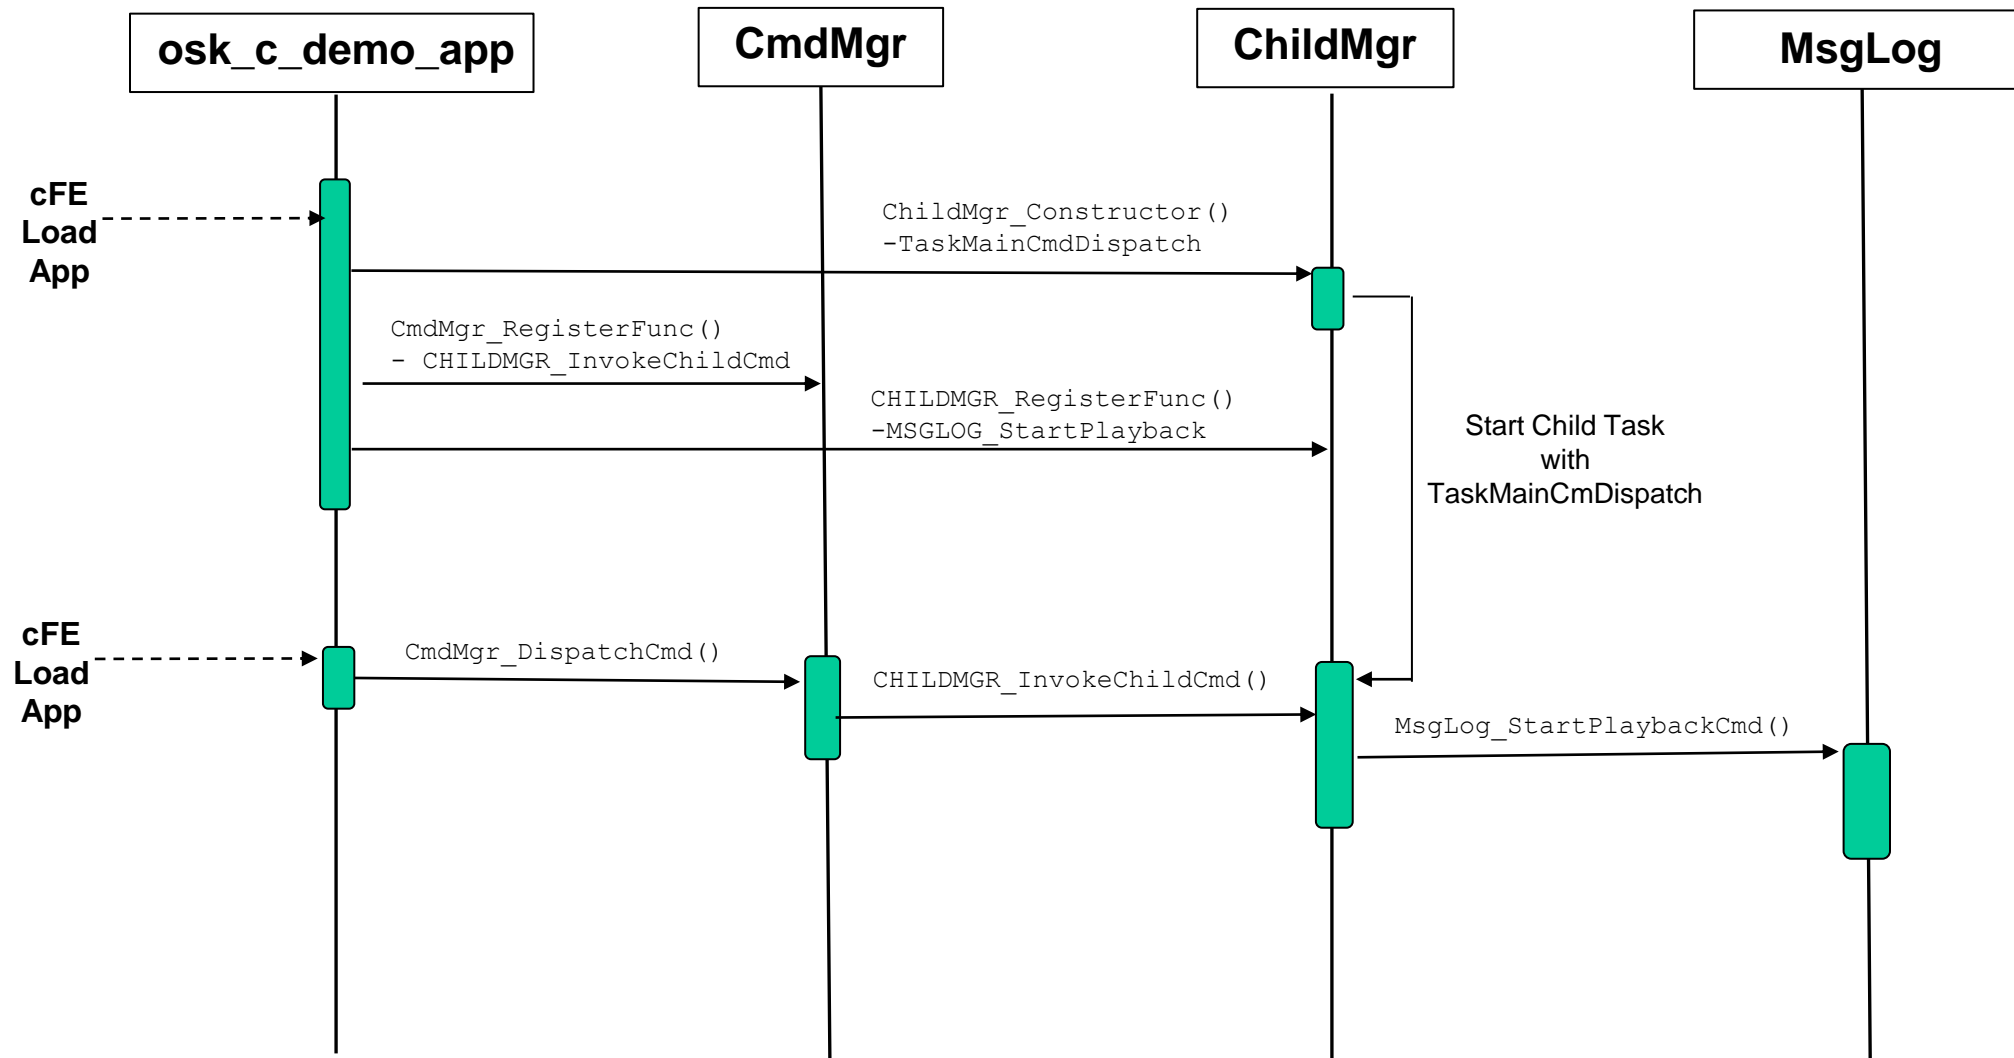 osk_c_demo_app
CmdMgr
ChildMgr
MsgLog
cFE
Load
App
ChildMgr_Constructor()
-TaskMainCmdDispatch
CmdMgr_RegisterFunc()
- CHILDMGR_InvokeChildCmd
CHILDMGR_RegisterFunc()
-MSGLOG_StartPlayback
Start Child Task
with
TaskMainCmDispatch
cFE
Load
App
CmdMgr_DispatchCmd()
CHILDMGR_InvokeChildCmd()
MsgLog_StartPlaybackCmd()